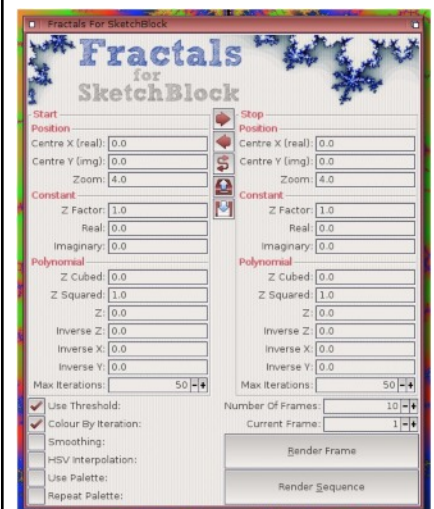 Fractals For SketchBlock
Fractals
for
SketchBlock
Start
Position
Centre X (real): 0.0
Centre Y (img): 0.0
Zoom: 4.0
Constant
Z Factor: 1.0
Real: 0.0
Imaginary: 0.0
Polynomial
Z Cubed: 0.0
Z Squared: 1.0
Z: 0.0
Inverse Z: 0.0
Inverse X: 0.0
Inverse Y: 0.0
Max Iterations: 50
Stop
Position
Centre X (real): 0.0
Centre Y (img): 0.0
Zoom: 4.0
Constant
Z Factor: 1.0
Real: 0.0
Imaginary: 0.0
Polynomial
Z Cubed: 0.0
Z Squared: 1.0
Z: 0.0
Inverse Z: 0.0
Inverse X: 0.0
Inverse Y: 0.0
Max Iterations: 50
Use Threshold:
Colour By Iteration:
Smoothing:
HSV Interpolation:
Use Palette:
Repeat Palette:
Number Of Frames: 10
Current Frame: 1
Render Frame
Render Sequence